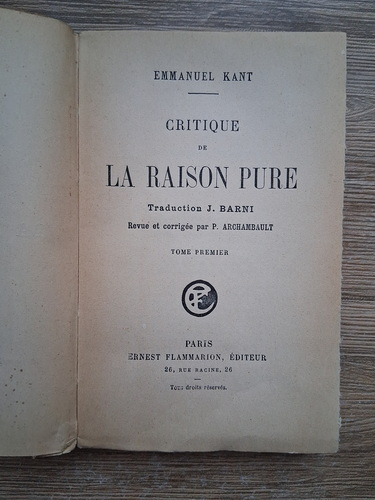 EMMANUEL KANT
CRITIQUE
DE
LA RAISON PURE
Traduction J. BARNI
Revue et corrigée par P. ARCHAMBAULT
TOME PREMIER
PARIS
ERNEST FLAMMARION, ÉDITEUR
26, RUE RACINE, 26
Tous droits réservés.